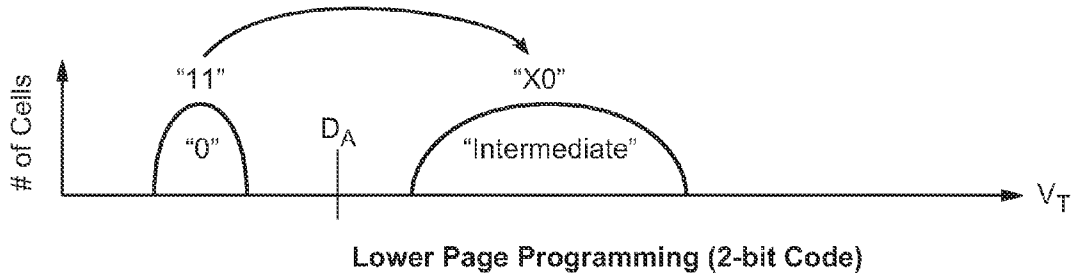 # of Cells
“11”
“X0”
“0”
D_A
“Intermediate”
V_T
Lower Page Programming (2-bit Code)